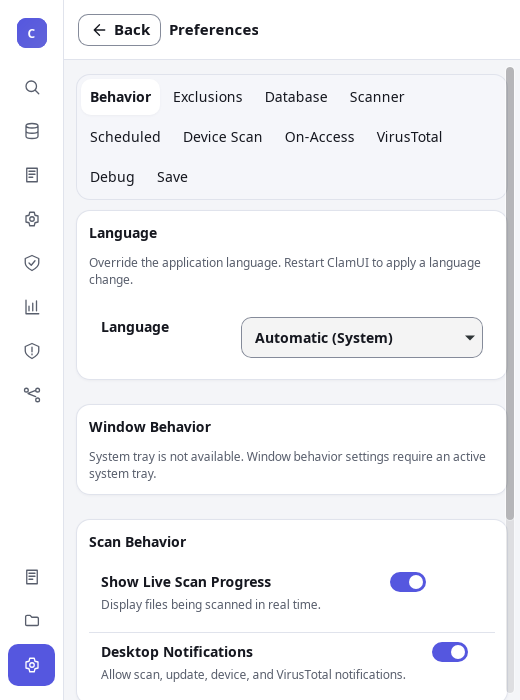 C
Back Preferences
Behavior Exclusions Database Scanner
Scheduled Device Scan On-Access VirusTotal
Debug Save
Language
Override the application language. Restart ClamUI to apply a language
change.
Language Automatic (System)
Window Behavior
System tray is not available. Window behavior settings require an active
system tray.
Scan Behavior
Show Live Scan Progress
Display files being scanned in real time.
Desktop Notifications
Allow scan, update, device, and VirusTotal notifications.